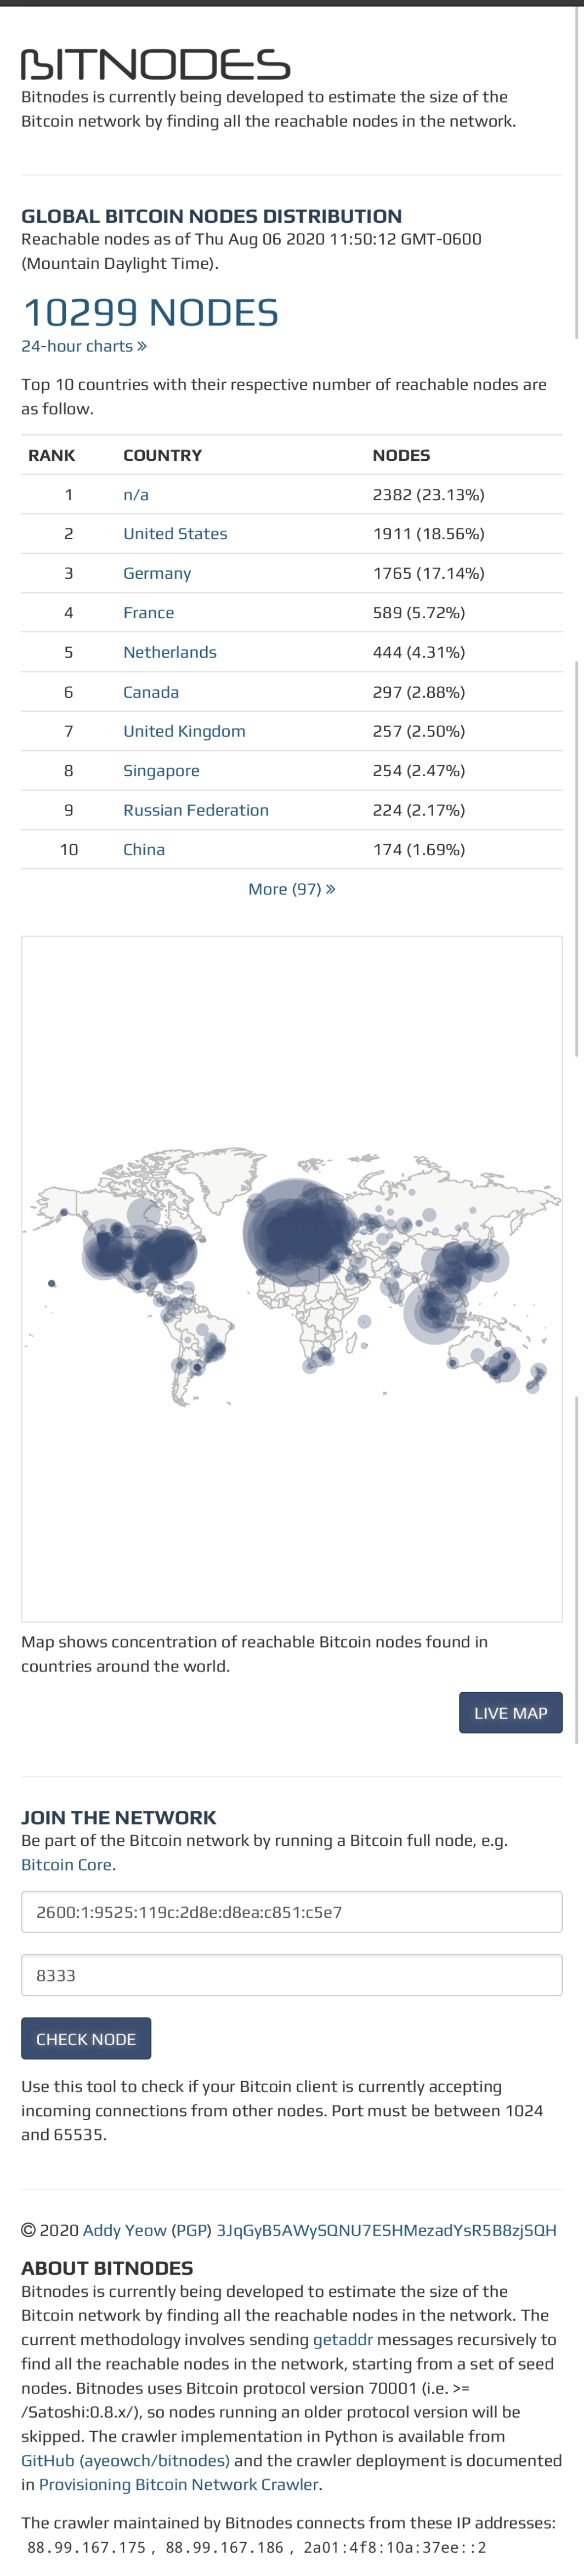 BITNODES
Bitnodes is currently being developed to estimate the size of the
Bitcoin network by finding all the reachable nodes in the network.
GLOBAL BITCOIN NODES DISTRIBUTION
Reachable nodes as of Thu Aug 06 2020 11:50:12 GMT-0600
(Mountain Daylight Time).
10299 NODES
24-hour charts »
Top 10 countries with their respective number of reachable nodes are
as follow.
RANK COUNTRY NODES
1 n/a 2382 (23.13%)
2 United States 1911 (18.56%)
3 Germany 1765 (17.14%)
4 France 589 (5.72%)
5 Netherlands 444 (4.31%)
6 Canada 297 (2.88%)
7 United Kingdom 257 (2.50%)
8 Singapore 254 (2.47%)
9 Russian Federation 224 (2.17%)
10 China 174 (1.69%)
More (97) »
Map shows concentration of reachable Bitcoin nodes found in
countries around the world.
LIVE MAP
JOIN THE NETWORK
Be part of the Bitcoin network by running a Bitcoin full node, e.g.
Bitcoin Core.
2600:1:9525:119c:2d8e:d8ea:c851:c5e7
8333
CHECK NODE
Use this tool to check if your Bitcoin client is currently accepting
incoming connections from other nodes. Port must be between 1024
and 65535.
© 2020 Addy Yeow (PGP) 3JqGyB5AWySQNU7ESHMezadYsR5B8zjSQH
ABOUT BITNODES
Bitnodes is currently being developed to estimate the size of the
Bitcoin network by finding all the reachable nodes in the network. The
current methodology involves sending getaddr messages recursively to
find all the reachable nodes in the network, starting from a set of seed
nodes. Bitnodes uses Bitcoin protocol version 70001 (i.e. >=
/Satoshi:0.8.x/), so nodes running an older protocol version will be
skipped. The crawler implementation in Python is available from
GitHub (ayeowch/bitnodes) and the crawler deployment is documented
in Provisioning Bitcoin Network Crawler.
The crawler maintained by Bitnodes connects from these IP addresses:
88.99.167.175 , 88.99.167.186 , 2a01:4f8:10a:37ee::2